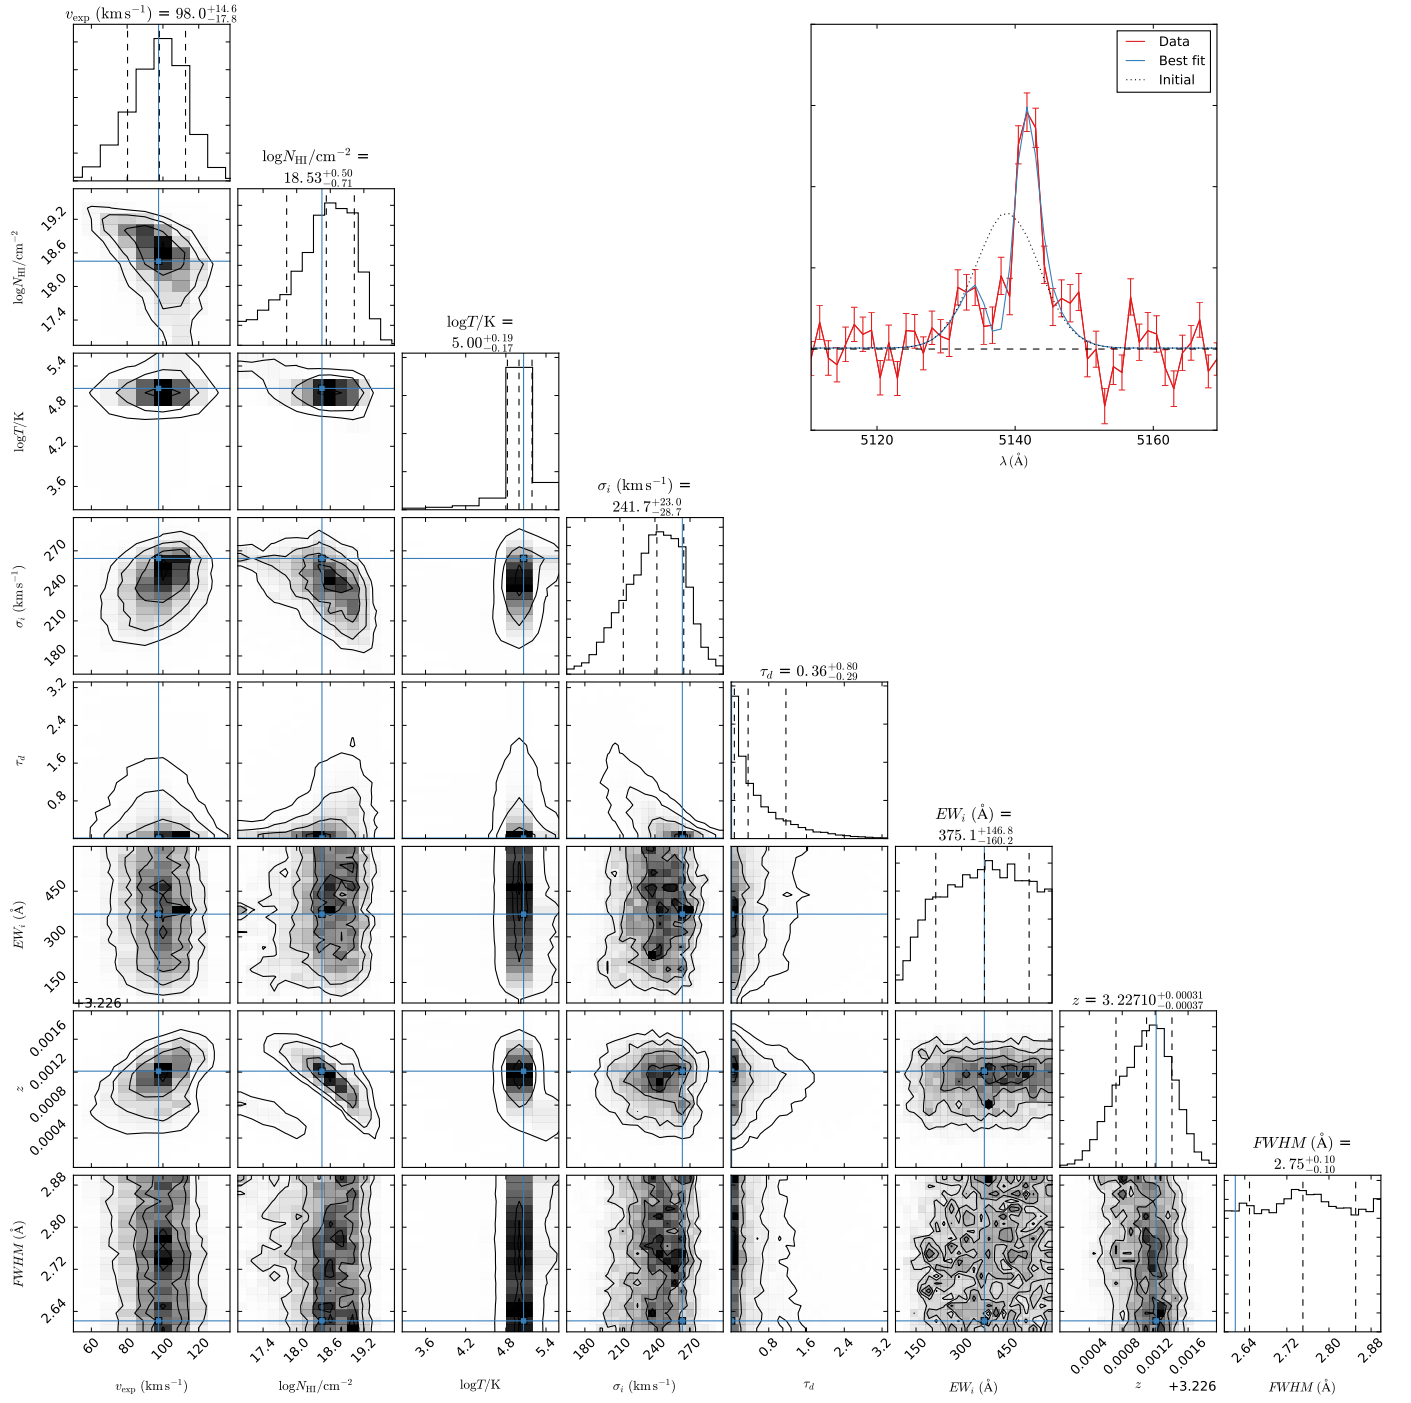 v_exp (km s⁻¹) = 98.0 +14.6 −17.8
Data
Best fit
Initial
5120 5140 5160
λ (Å)
logN_HI/cm⁻² =
18.53 +0.50 −0.71
19.2
18.6
18.0
17.4
logN_HI/cm⁻²
logT/K =
5.00 +0.19 −0.17
5.4
4.8
4.2
3.6
logT/K
σ_i (km s⁻¹) =
241.7 +23.0 −28.7
270
240
210
180
σ_i (km s⁻¹)
τ_d = 0.36 +0.80 −0.29
3.2
2.4
1.6
0.8
τ_d
EW_i (Å) =
375.1 +146.8 −160.2
450
300
150
EW_i (Å)
+3.226
z = 3.22710 +0.00031 −0.00037
0.0016
0.0012
0.0008
0.0004
z
FWHM (Å) =
2.75 +0.10 −0.10
2.88
2.80
2.72
2.64
FWHM (Å)
60 80 100 120
17.4 18.0 18.6 19.2
3.6 4.2 4.8 5.4
180 210 240 270
0.8 1.6 2.4 3.2
150 300 450
0.0004 0.0008 0.0012 0.0016
2.64 2.72 2.80 2.88
v_exp (km s⁻¹)
logN_HI/cm⁻²
logT/K
σ_i (km s⁻¹)
τ_d
EW_i (Å)
z
+3.226
FWHM (Å)